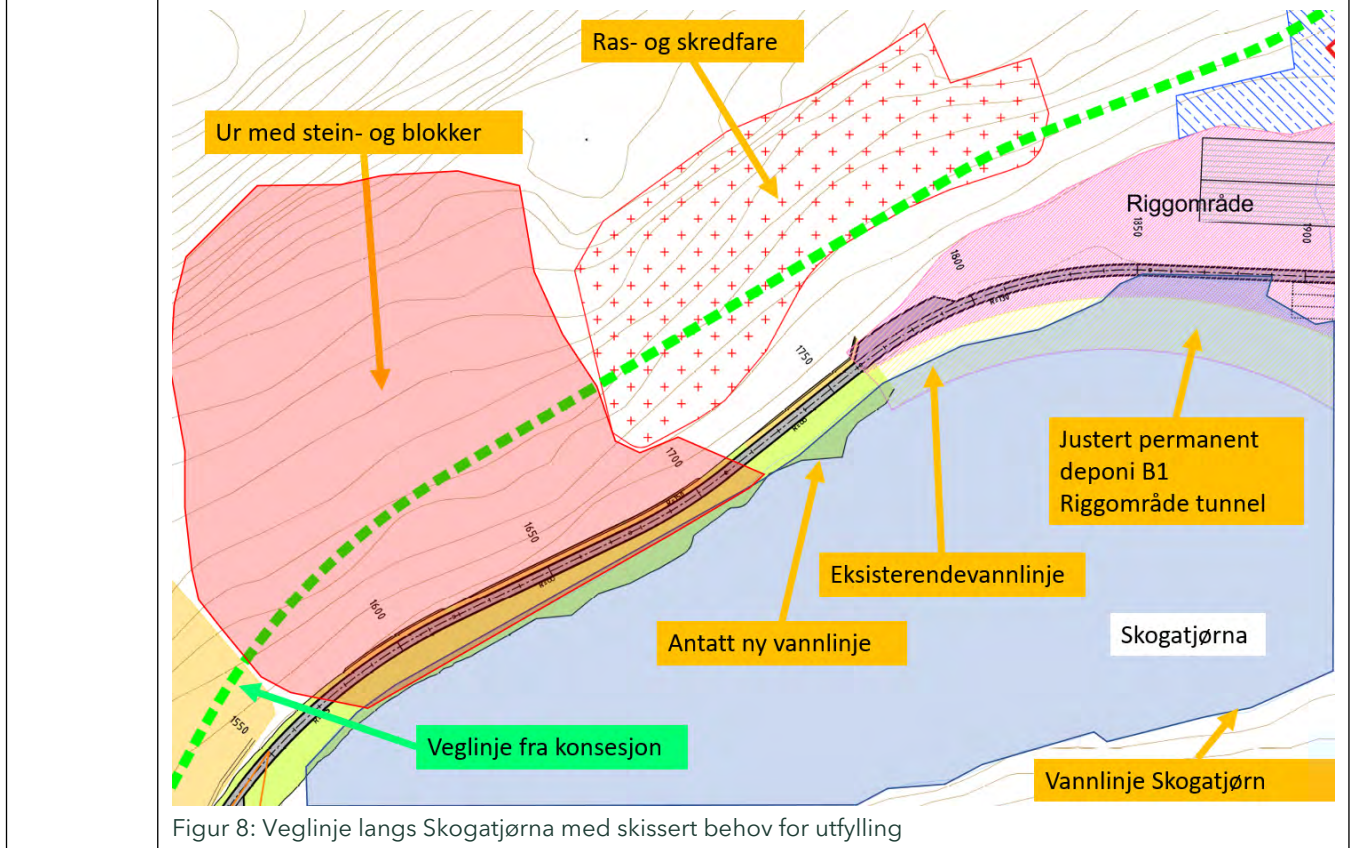 Ras- og skredfare
Ur med stein- og blokker
Riggområde
1850
1900
1800
1750
Justert permanent
deponi B1
Riggområde tunnel
1700
1650
Eksisterendevannlinje
1600
Antatt ny vannlinje
Skogatjørna
1550
Veglinje fra konsesjon
Vannlinje Skogatjørn
Figur 8: Veglinje langs Skogatjørna med skissert behov for utfylling